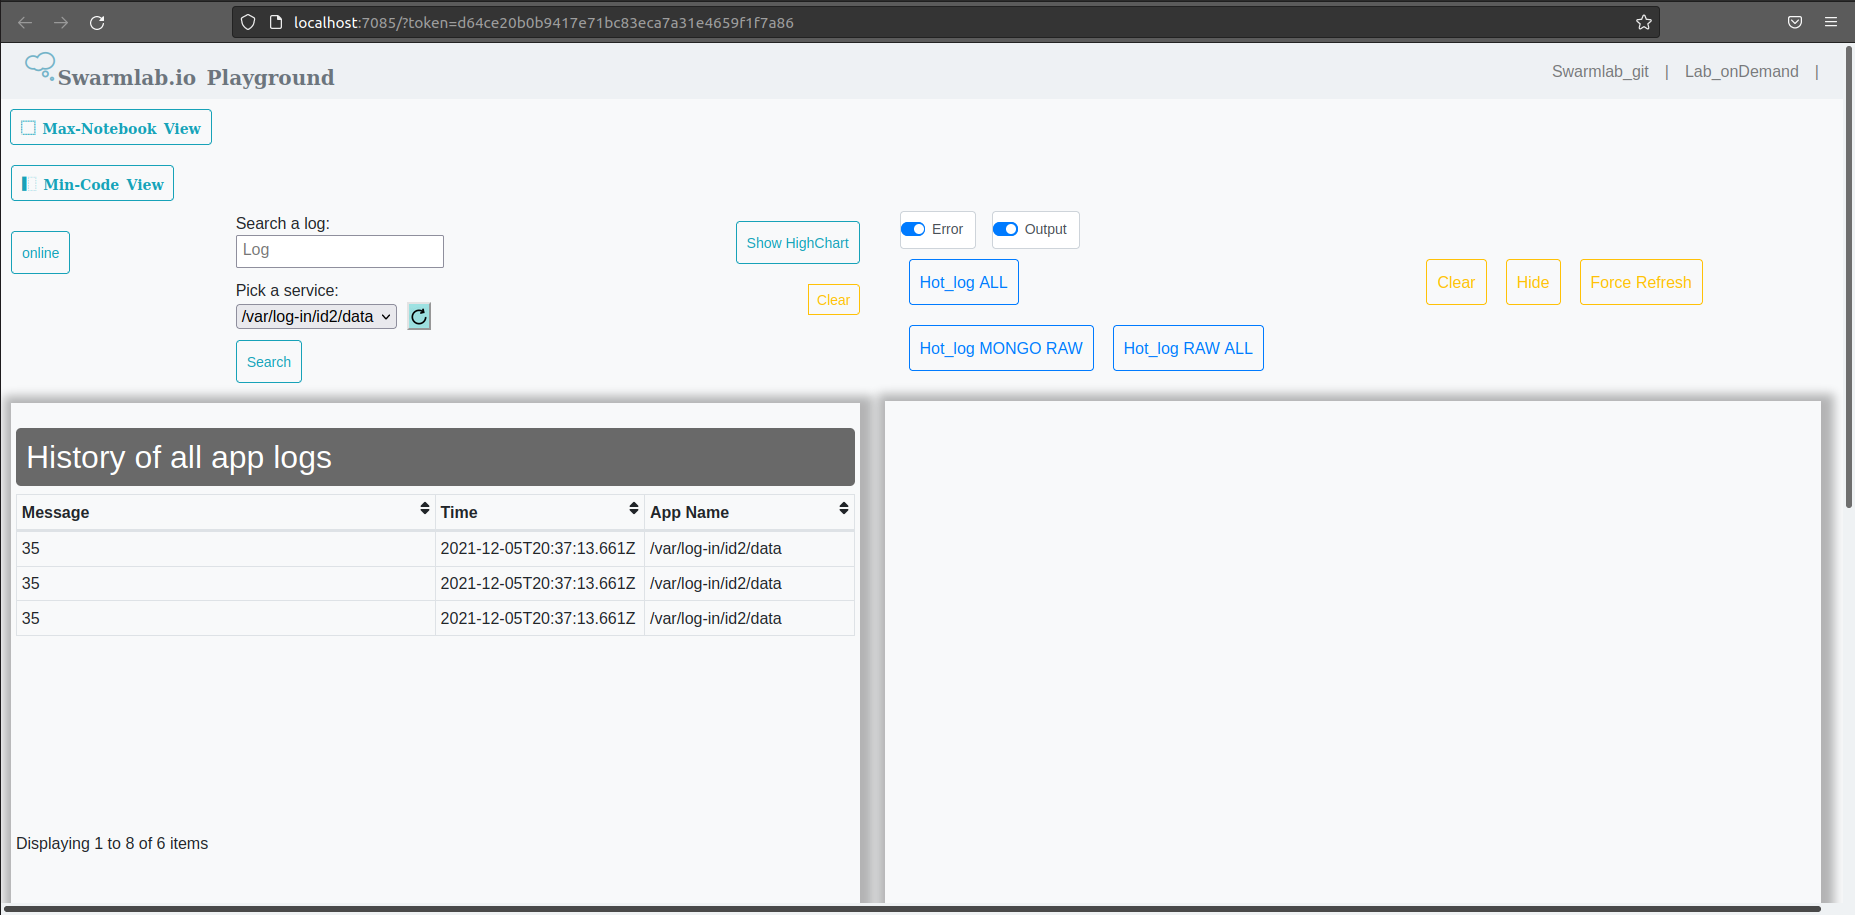 localhost:7085/?token=d64ce20b0b9417e71bc83eca7a31e4659f1f7a86
Swarmlab.io Playground
Swarmlab_git | Lab_onDemand |
Max-Notebook View
Min-Code View
online
Search a log:
Log
Pick a service:
/var/log-in/id2/data
Search
Show HighChart
Clear
Error Output
Hot_log ALL
Clear Hide Force Refresh
Hot_log MONGO RAW Hot_log RAW ALL
History of all app logs
Message Time App Name
35 2021-12-05T20:37:13.661Z /var/log-in/id2/data
35 2021-12-05T20:37:13.661Z /var/log-in/id2/data
35 2021-12-05T20:37:13.661Z /var/log-in/id2/data
Displaying 1 to 8 of 6 items